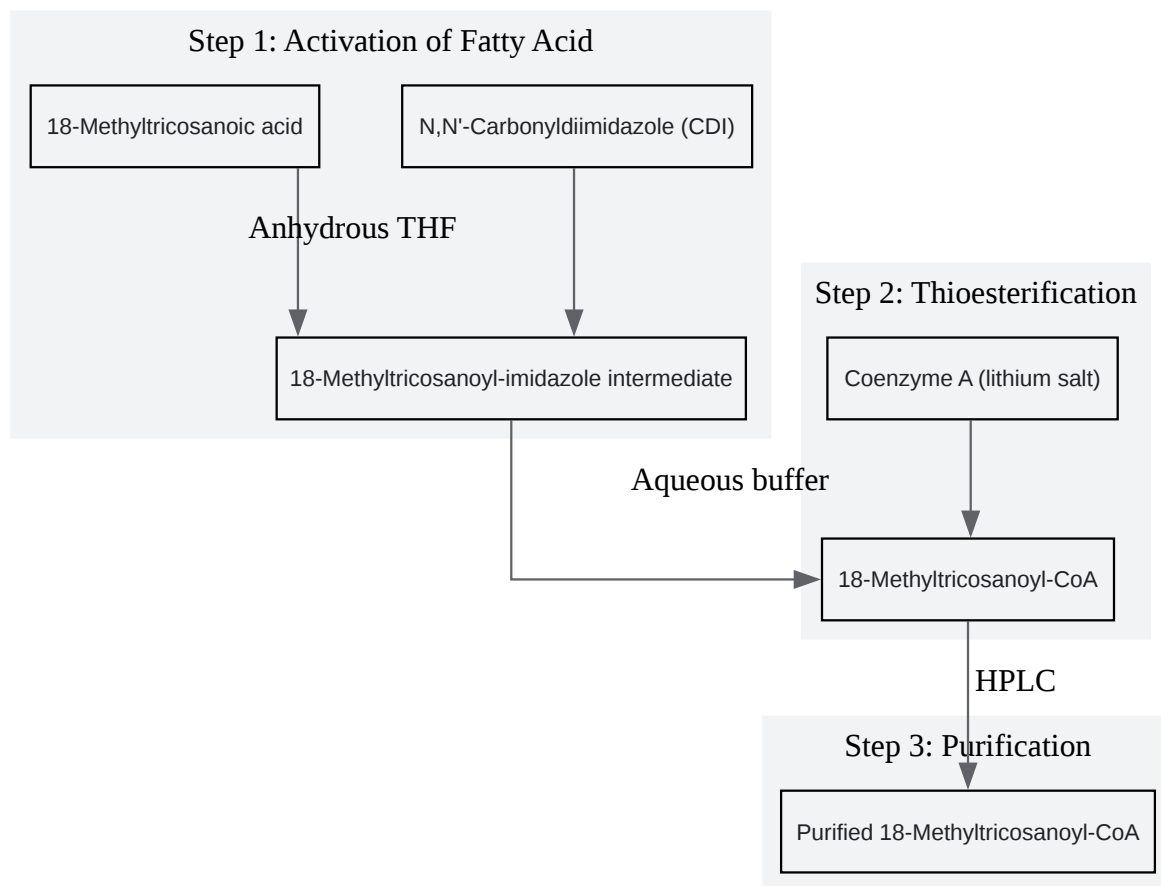 Step 1: Activation of Fatty Acid
18-Methyltricosanoic acid
N,N'-Carbonyldiimidazole (CDI)
Anhydrous THF
18-Methyltricosanoyl-imidazole intermediate
Step 2: Thioesterification
Coenzyme A (lithium salt)
Aqueous buffer
18-Methyltricosanoyl-CoA
HPLC
Step 3: Purification
Purified 18-Methyltricosanoyl-CoA